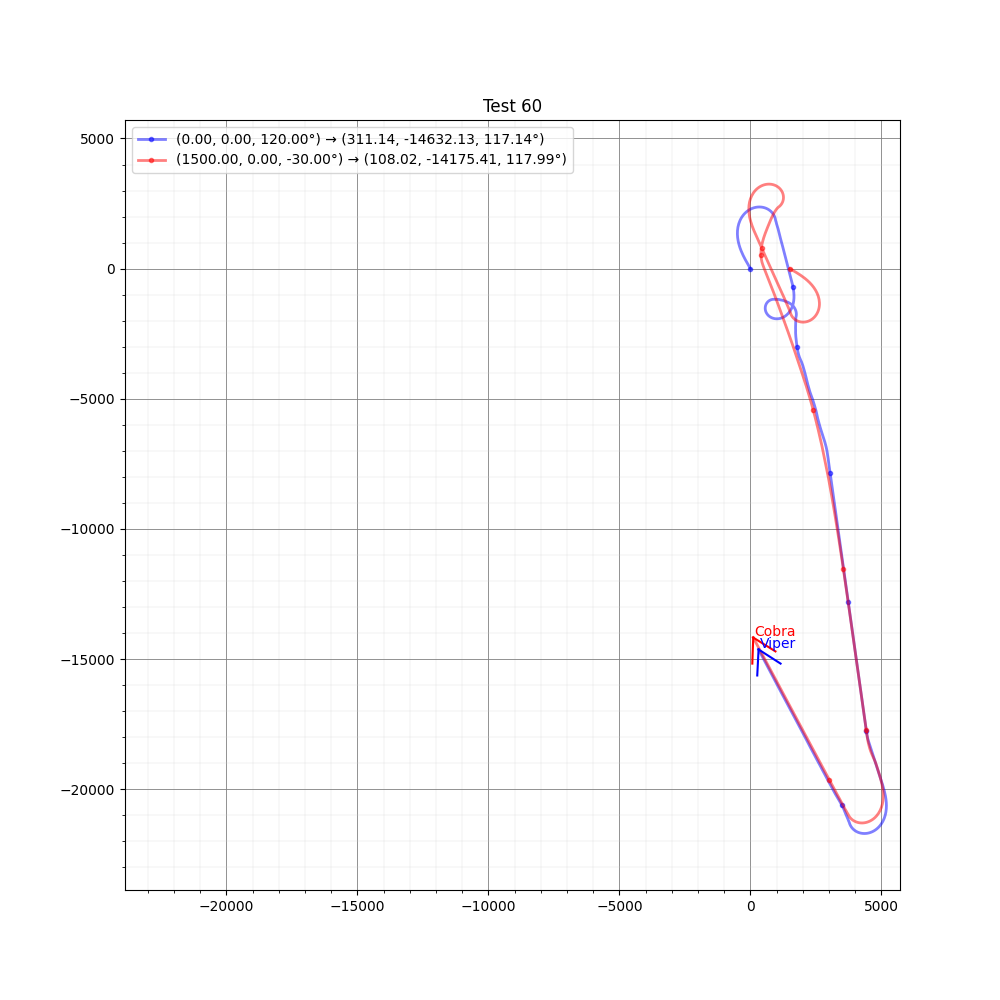 Test 60
(0.00, 0.00, 120.00°) → (311.14, -14632.13, 117.14°)
(1500.00, 0.00, -30.00°) → (108.02, -14175.41, 117.99°)
5000
0
−5000
−10000
−15000
−20000
Cobra
Viper
−20000 −15000 −10000 −5000 0 5000